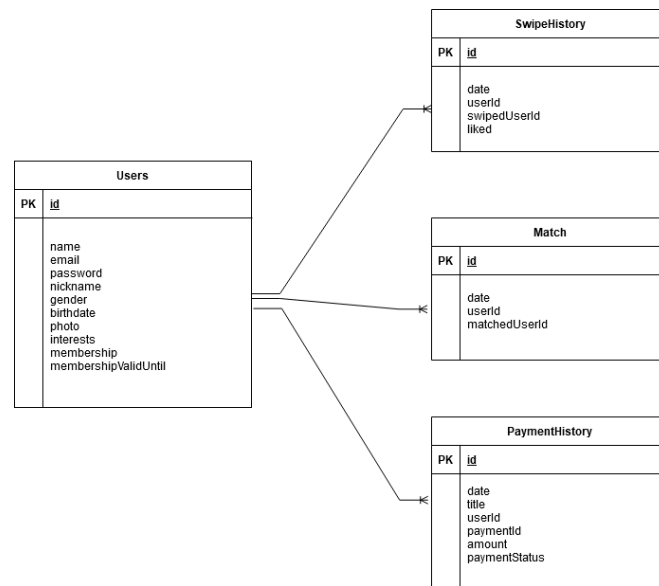 Users
PK id
name
email
password
nickname
gender
birthdate
photo
interests
membership
membershipValidUntil
SwipeHistory
PK id
date
userId
swipedUserId
liked
Match
PK id
date
userId
matchedUserId
PaymentHistory
PK id
date
title
userId
paymentId
amount
paymentStatus